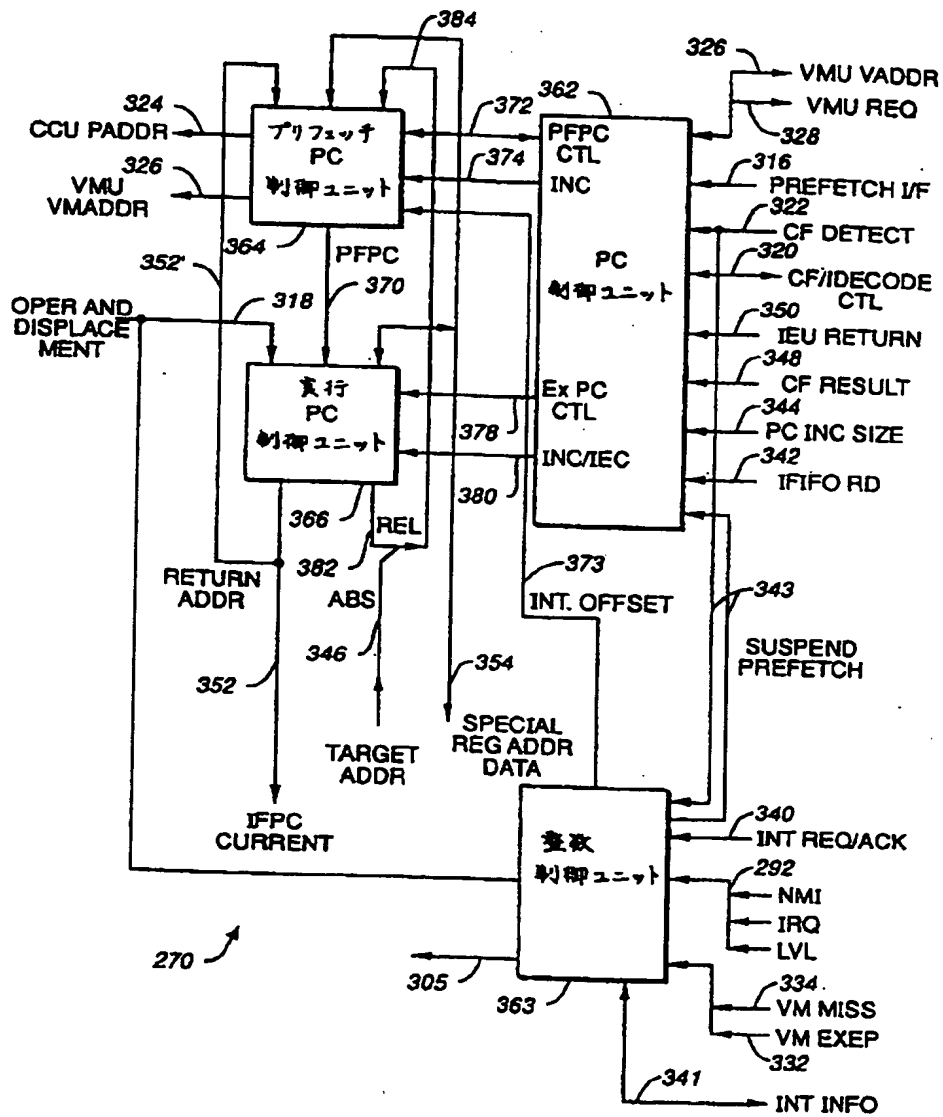 384
326
VMU VADDR
362
324
372
VMU REQ
CCU PADDR
プリフェッチ
PC
制御ユニット
PFPC
CTL
328
374
316
326
INC
PREFETCH I/F
VMU
VMADDR
322
CF DETECT
364
PFPC
PC
制御ユニット
320
352'
CF/IDECODE
CTL
318
370
OPER AND
DISPLACE
MENT
350
IEU RETURN
348
実行
PC
制御ユニット
Ex PC
CTL
CF RESULT
378
344
PC INC SIZE
INC/IEC
342
380
IFIFO RD
366
REL
382
373
RETURN
ADDR
ABS
INT. OFFSET
343
346
SUSPEND
PREFETCH
352
354
TARGET
ADDR
SPECIAL
REG ADDR
DATA
IFPC
CURRENT
340
INT REQ/ACK
整数
制御ユニット
292
NMI
IRQ
LVL
270
305
363
334
VM MISS
VM EXEP
332
341
INT INFO